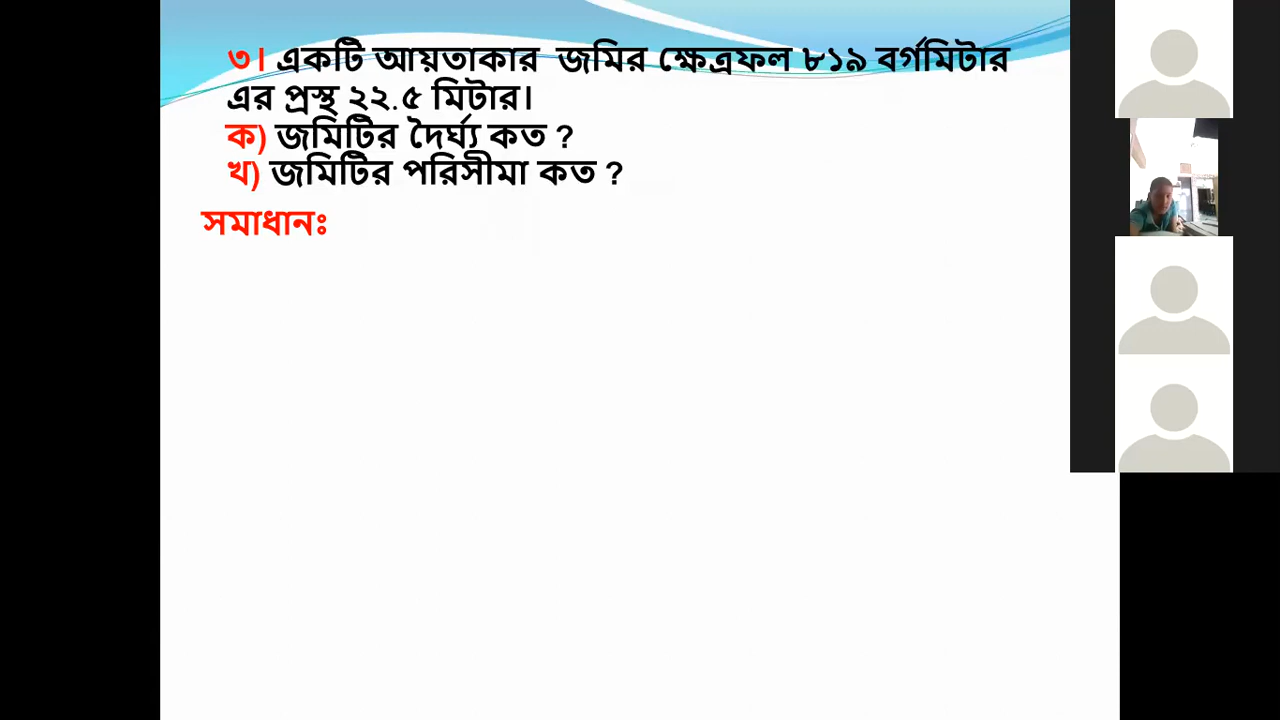 ৩। একটি আয়তাকার জমির ক্ষেত্রফল ৮১৯ বর্গমিটার
এর প্রস্থ ২২.৫ মিটার।
ক) জমিটির দৈর্ঘ্য কত ?
খ) জমিটির পরিসীমা কত ?
সমাধানঃ